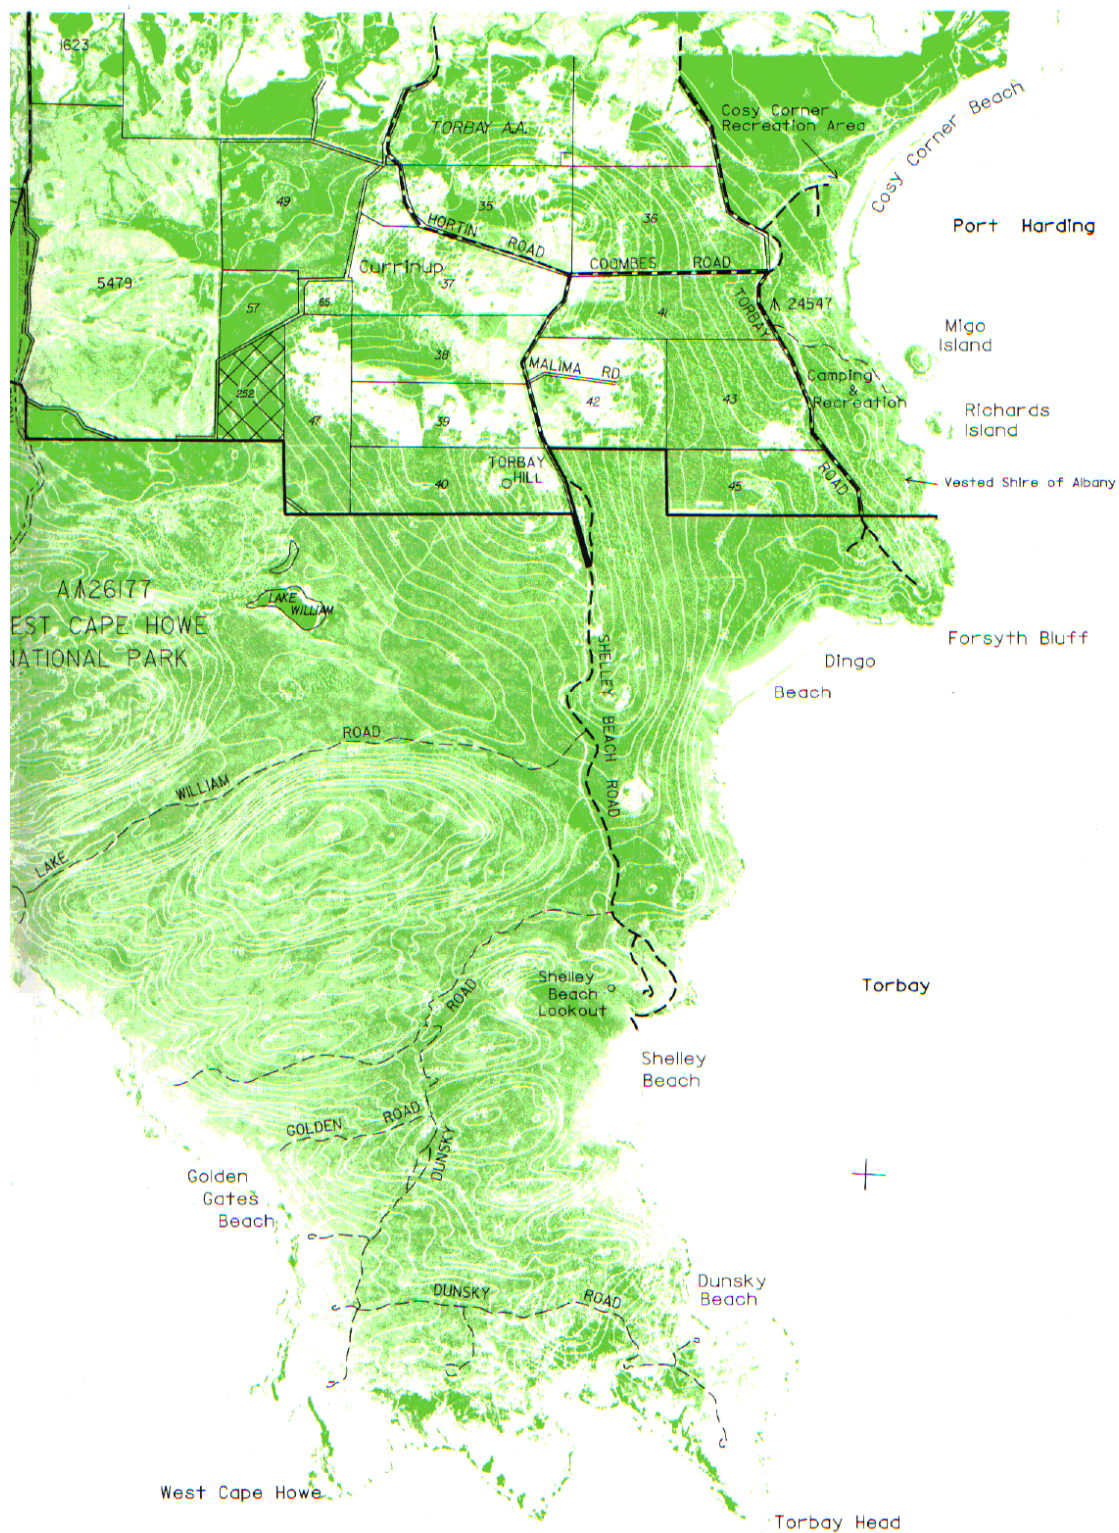 1623
Cosy Corner
Recreation Area
Cosy Corner Beach
TORBAY A.A.
49
35
36
Port Harding
HORTIN ROAD
COOMBES ROAD
Currinup
37
5479
57
65
41
TORBAY
24547
Migo
Island
38
MALIMA RD
Camping
&
Recreation
252
47
39
42
43
Richards
Island
TORBAY
HILL
40
45
ROAD
Vested Shire of Albany
A 26177
LAKE
WILLIAM
EST CAPE HOWE
NATIONAL PARK
Forsyth Bluff
Dingo
Beach
SHELLEY BEACH ROAD
LAKE WILLIAM ROAD
Shelley
Beach
Lookout
ROAD
Torbay
Shelley
Beach
GOLDEN ROAD
DUNSKY
Golden
Gates
Beach
Dunsky
Beach
DUNSKY ROAD
West Cape Howe
Torbay Head